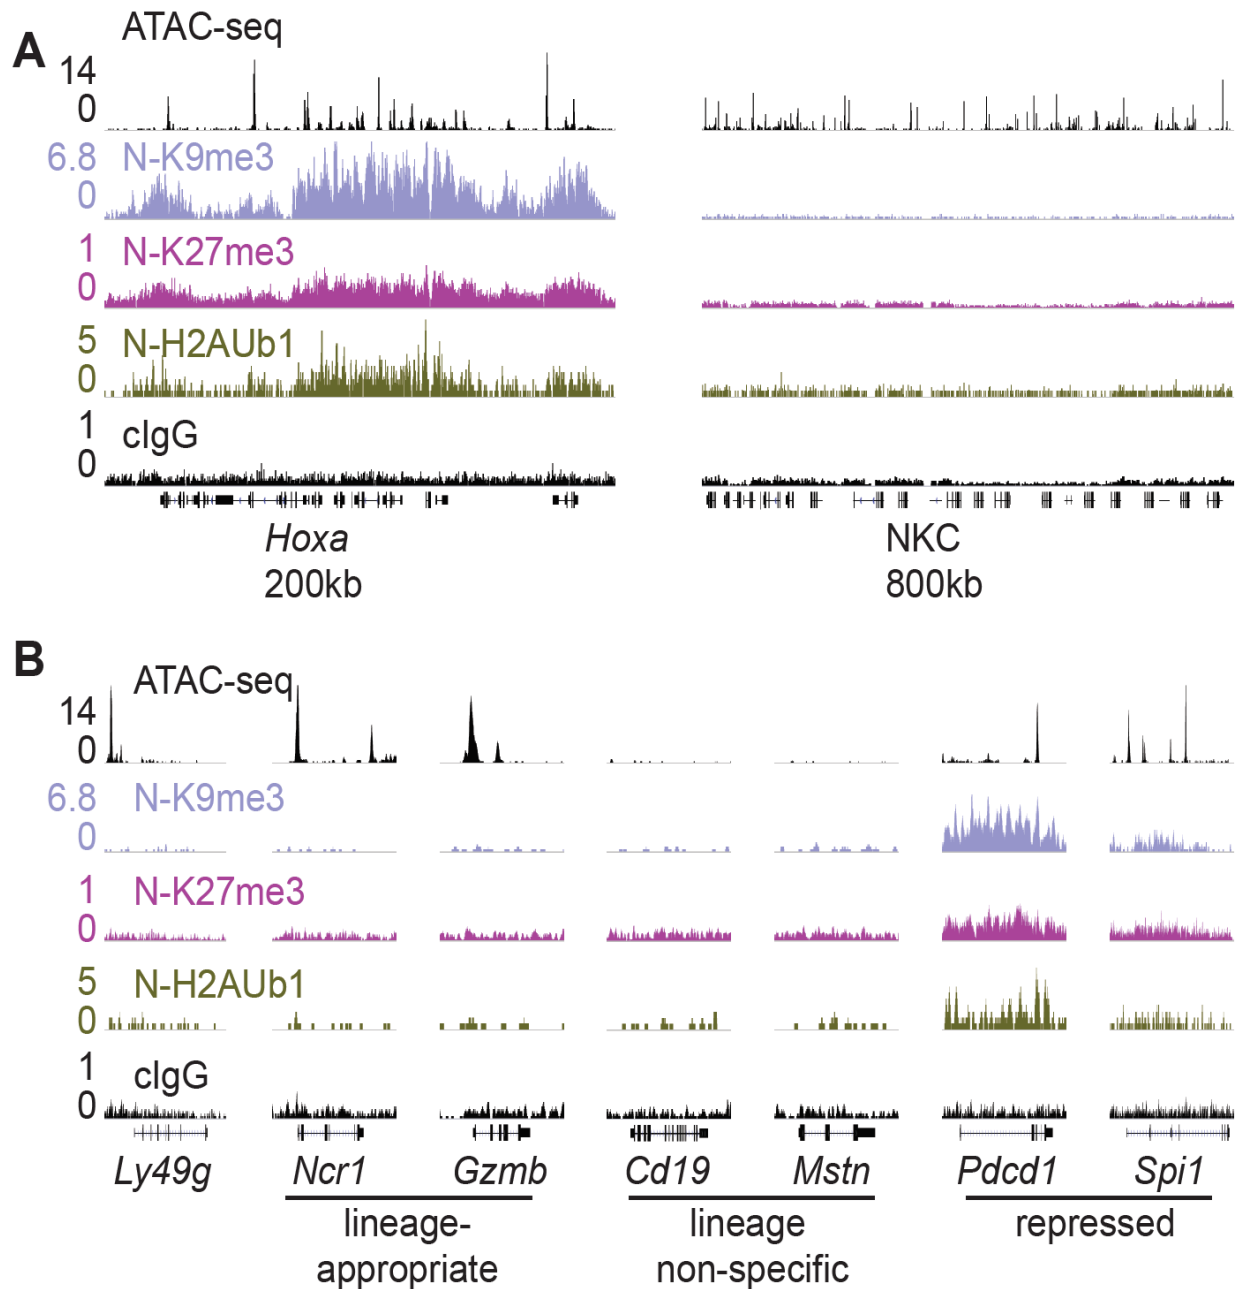 A
ATAC-seq
14
0
6.8
N-K9me3
0
1
N-K27me3
0
5
N-H2AUb1
0
1
cIgG
0
Hoxa
NKC
200kb
800kb
B
ATAC-seq
14
0
6.8
N-K9me3
0
1
N-K27me3
0
5
N-H2AUb1
0
1
cIgG
0
Ly49g Ncr1 Gzmb Cd19 Mstn Pdcd1 Spi1
lineage-
appropriate
lineage
non-specific
repressed